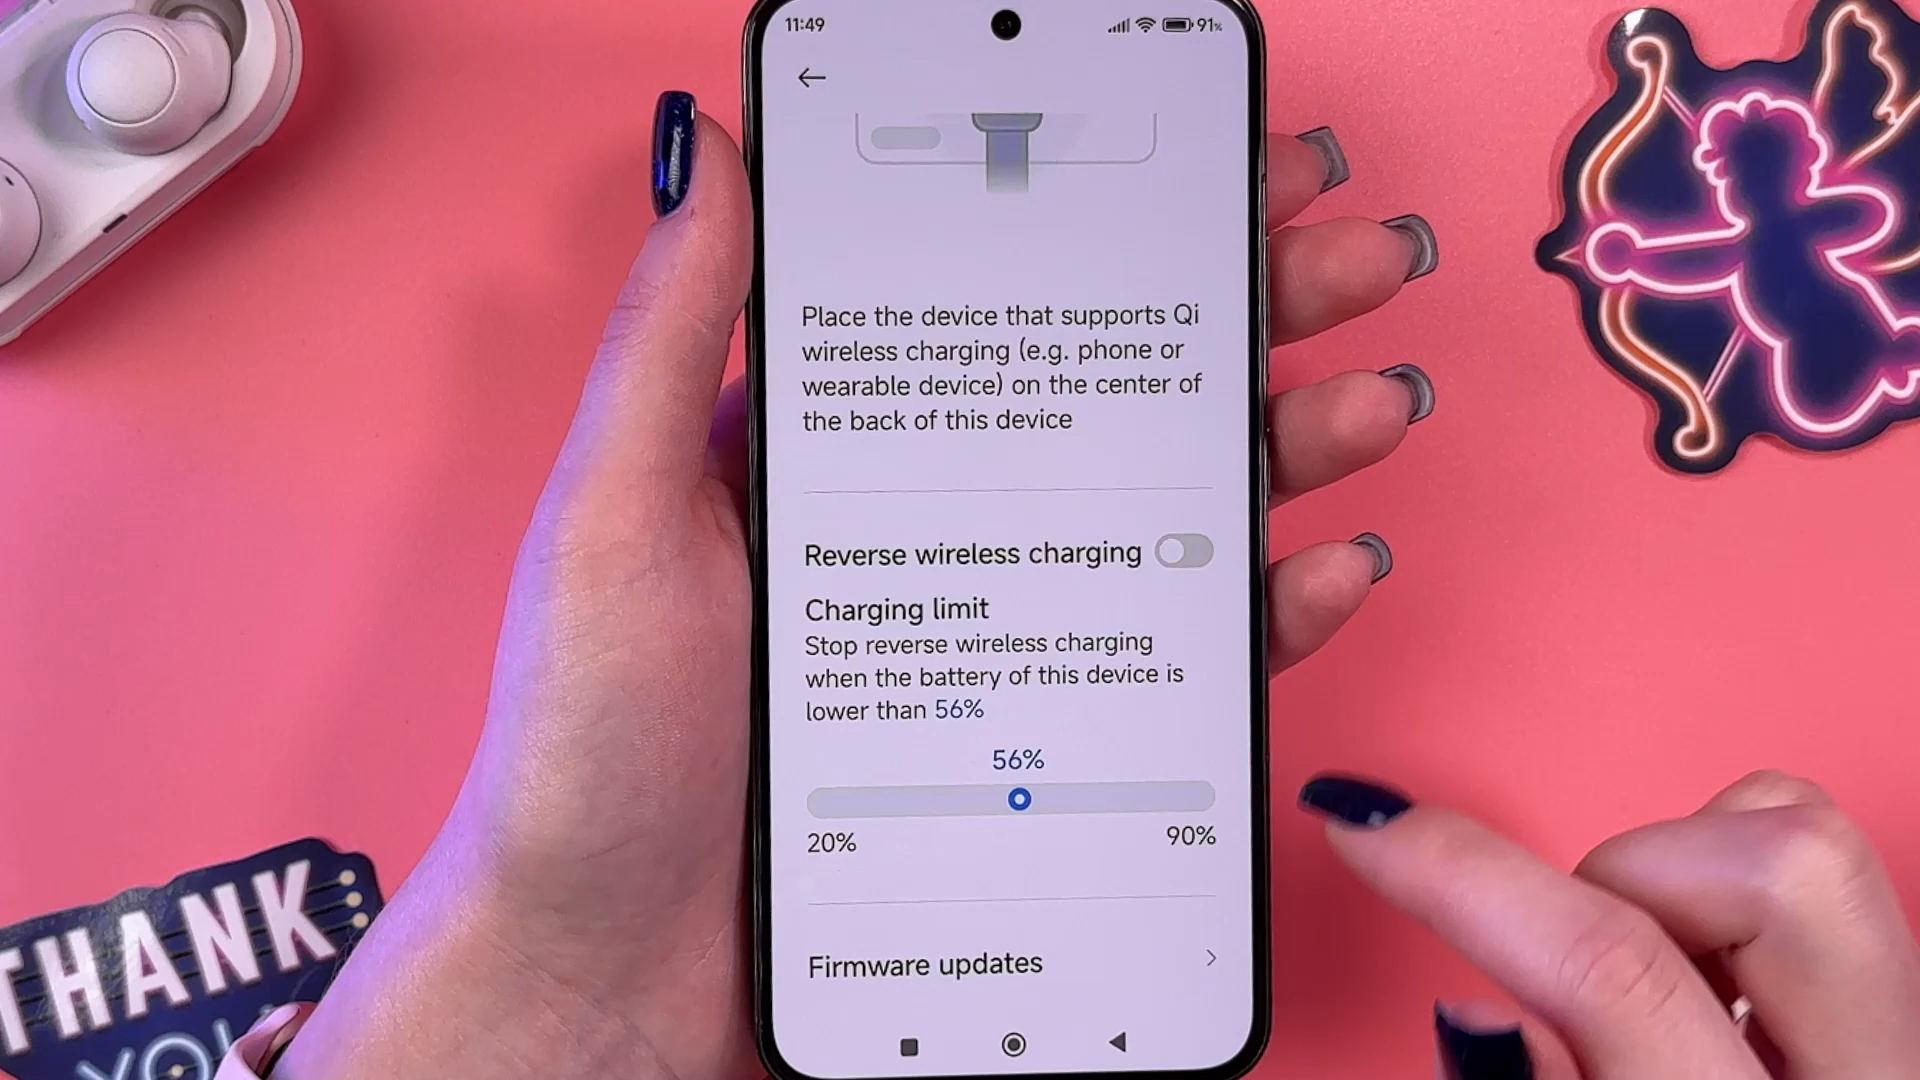 11:49
91%
Place the device that supports Qi
wireless charging (e.g. phone or
wearable device) on the center of
the back of this device
Reverse wireless charging
Charging limit
Stop reverse wireless charging
when the battery of this device is
lower than 56%
56%
20%
90%
Firmware updates
THANK
YOU